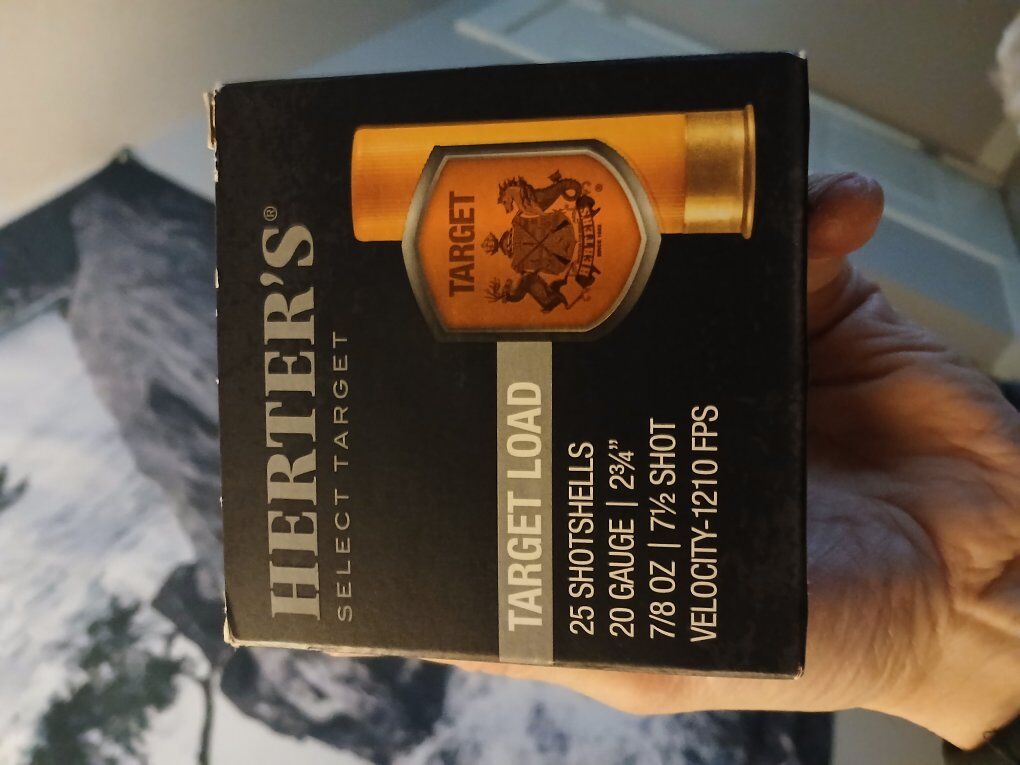 HERTER'S®
SELECT TARGET
TARGET
HERTER'S
TARGET LOAD
25 SHOTSHELLS
20 GAUGE | 2¾"
7/8 OZ | 7½ SHOT
VELOCITY-1210 FPS